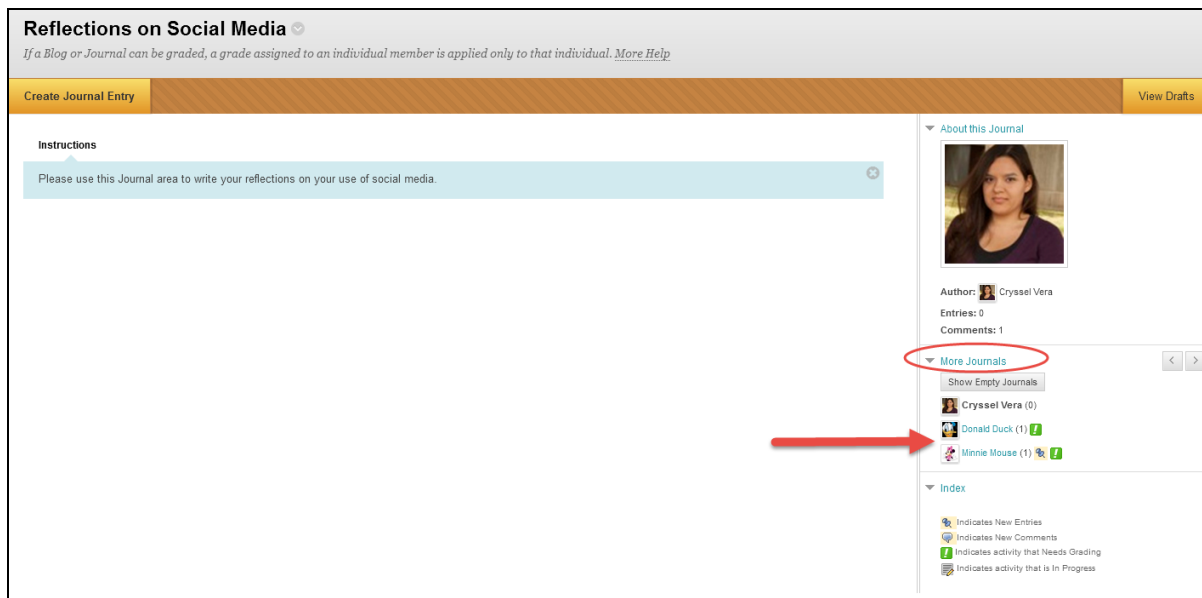 Reflections on Social Media
If a Blog or Journal can be graded, a grade assigned to an individual member is applied only to that individual. More Help
Create Journal Entry
View Drafts
Instructions
Please use this Journal area to write your reflections on your use of social media.
About this Journal
Author: Cryssel Vera
Entries: 0
Comments: 1
More Journals
< >
Show Empty Journals
Cryssel Vera (0)
Donald Duck (1) !
Minnie Mouse (1) !
Index
Indicates New Entries
Indicates New Comments
! Indicates activity that Needs Grading
Indicates activity that is In Progress